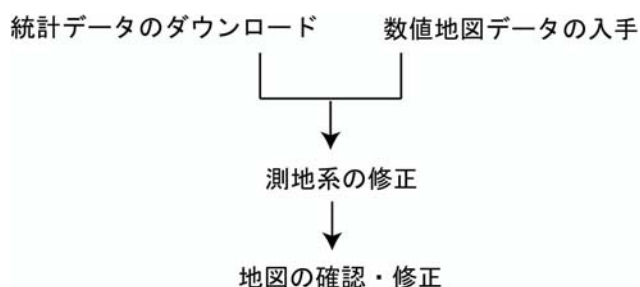 統計データのダウンロード
数値地図データの入手
測地系の修正
地図の確認・修正